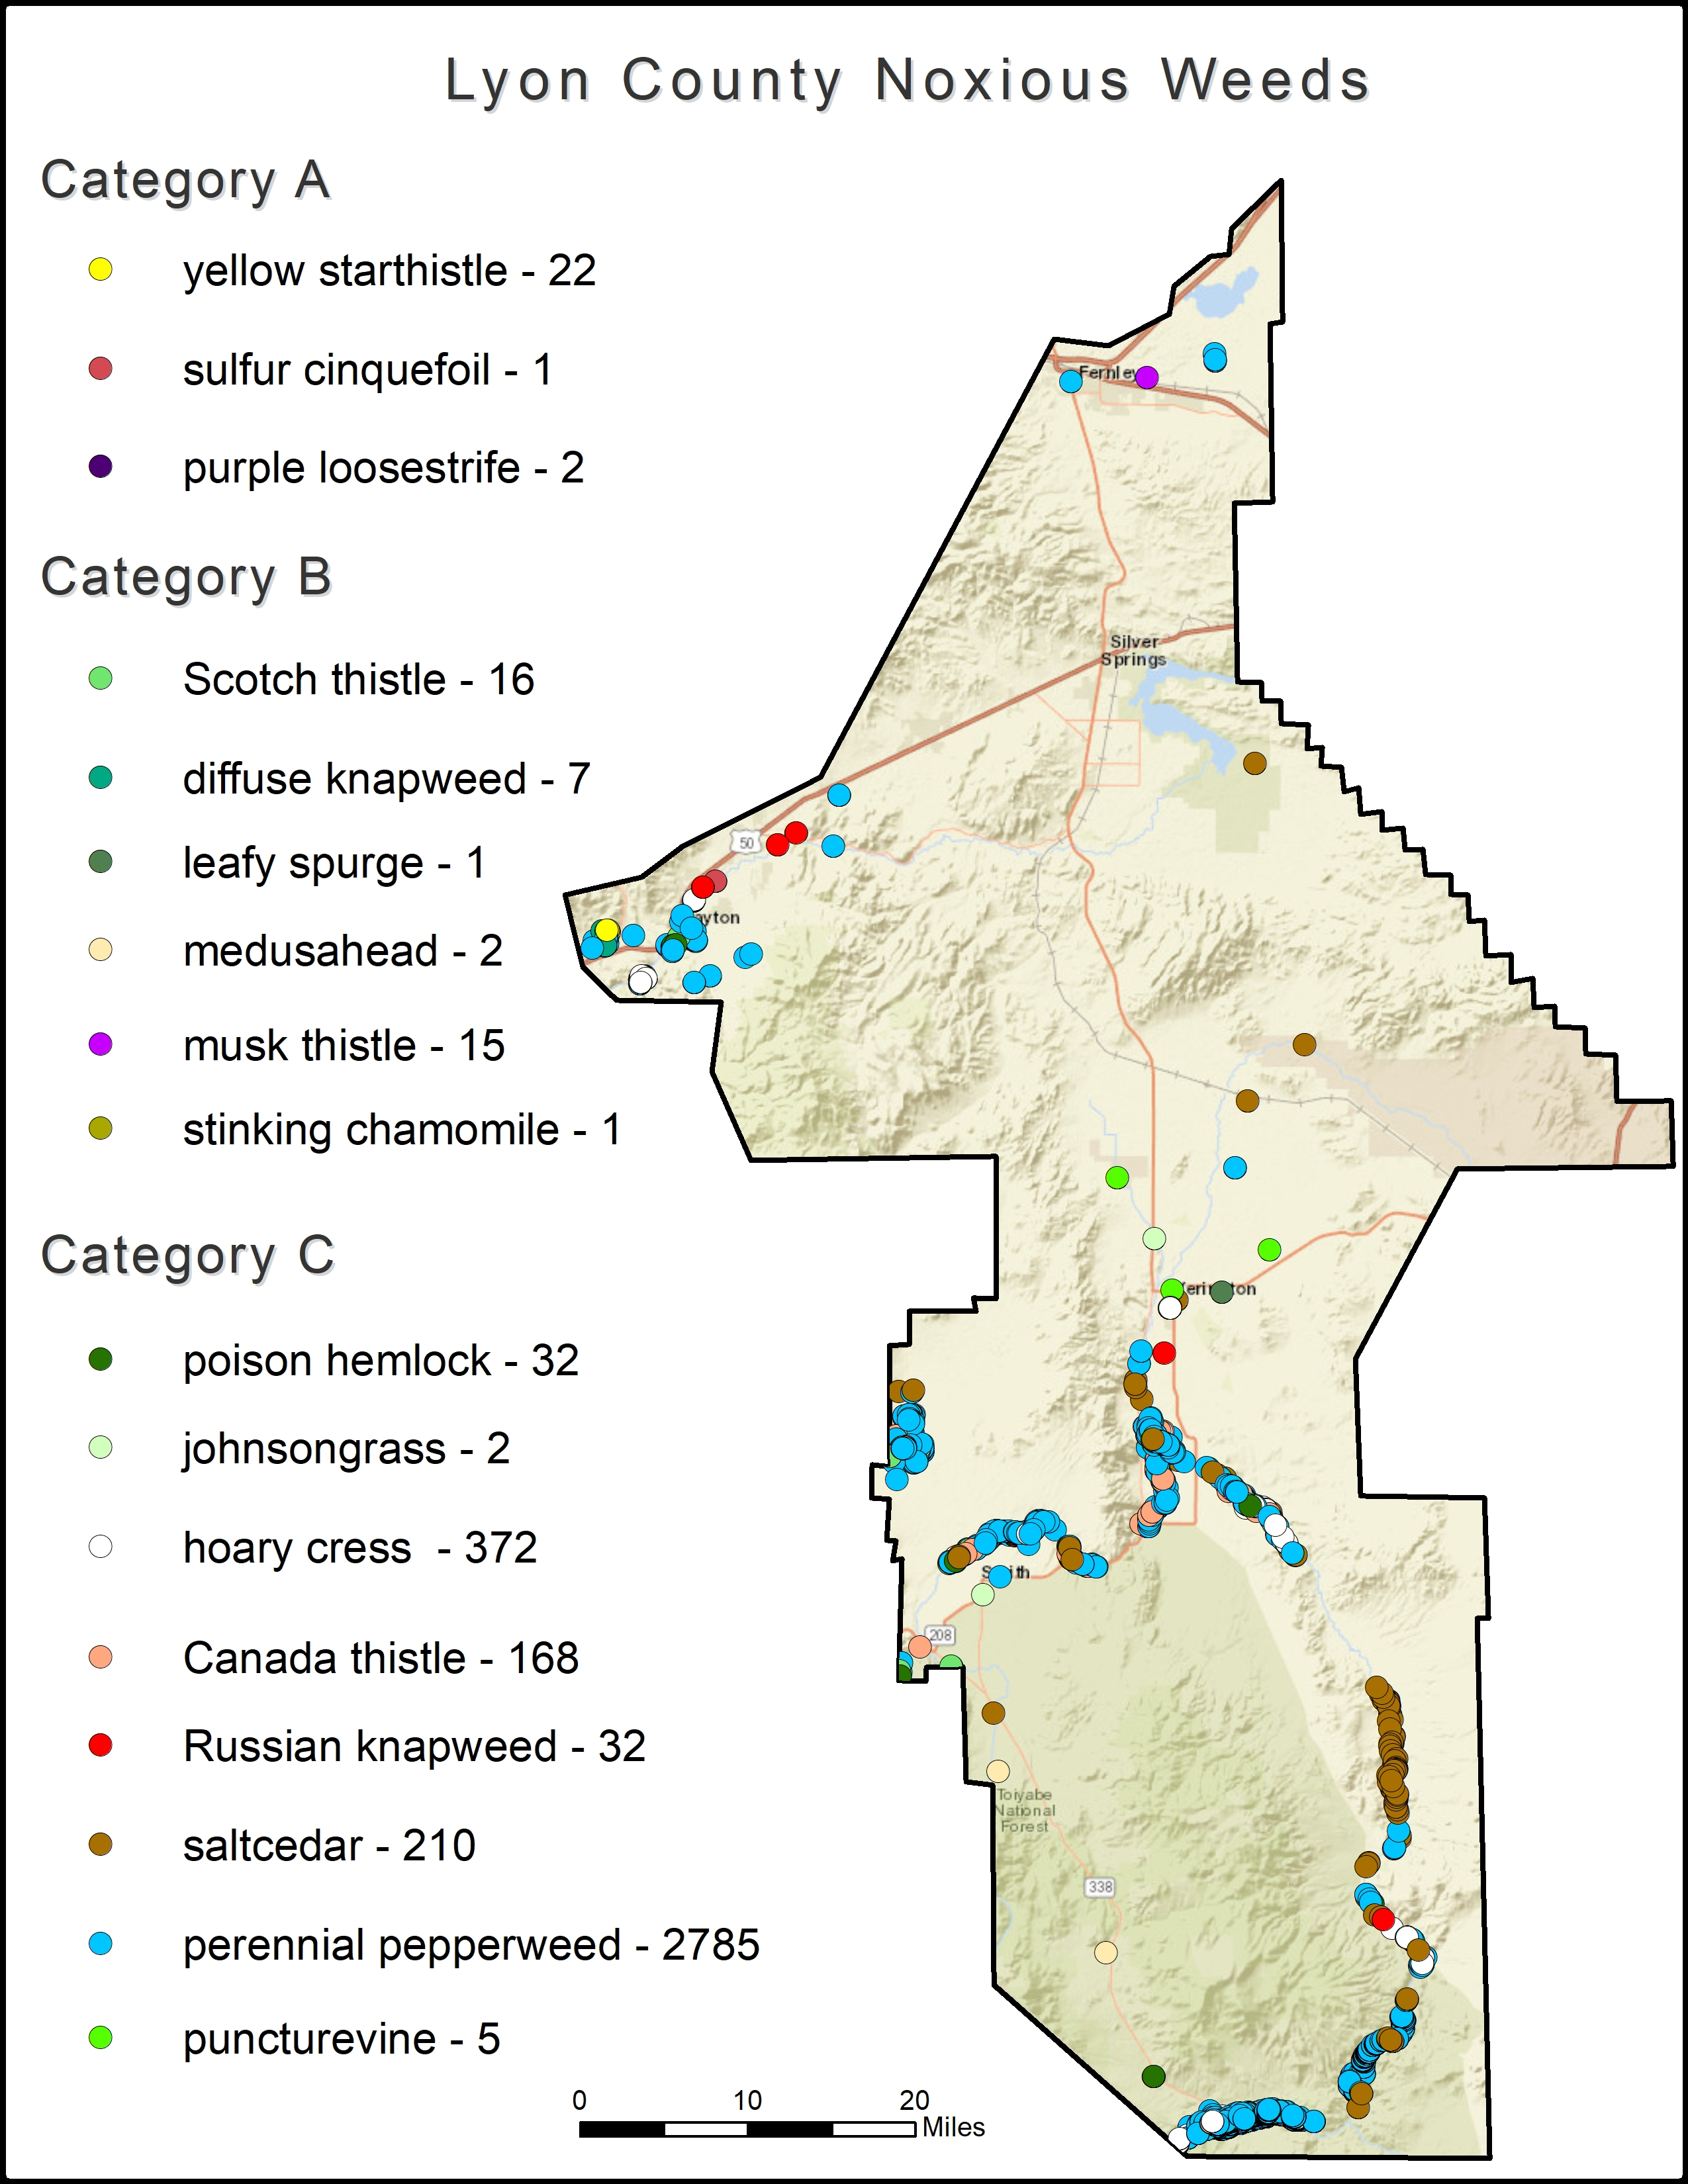 Lyon County Noxious Weeds
Category A
yellow starthistle - 22
sulfur cinquefoil - 1
purple loosestrife - 2
Category B
Scotch thistle - 16
diffuse knapweed - 7
leafy spurge - 1
medusahead - 2
musk thistle - 15
stinking chamomile - 1
Category C
poison hemlock - 32
johnsongrass - 2
hoary cress - 372
Canada thistle - 168
Russian knapweed - 32
saltcedar - 210
perennial pepperweed - 2785
puncturevine - 5
Fernley
Silver
Springs
50
208
Toiyabe
National
Forest
338
0 10 20
Miles